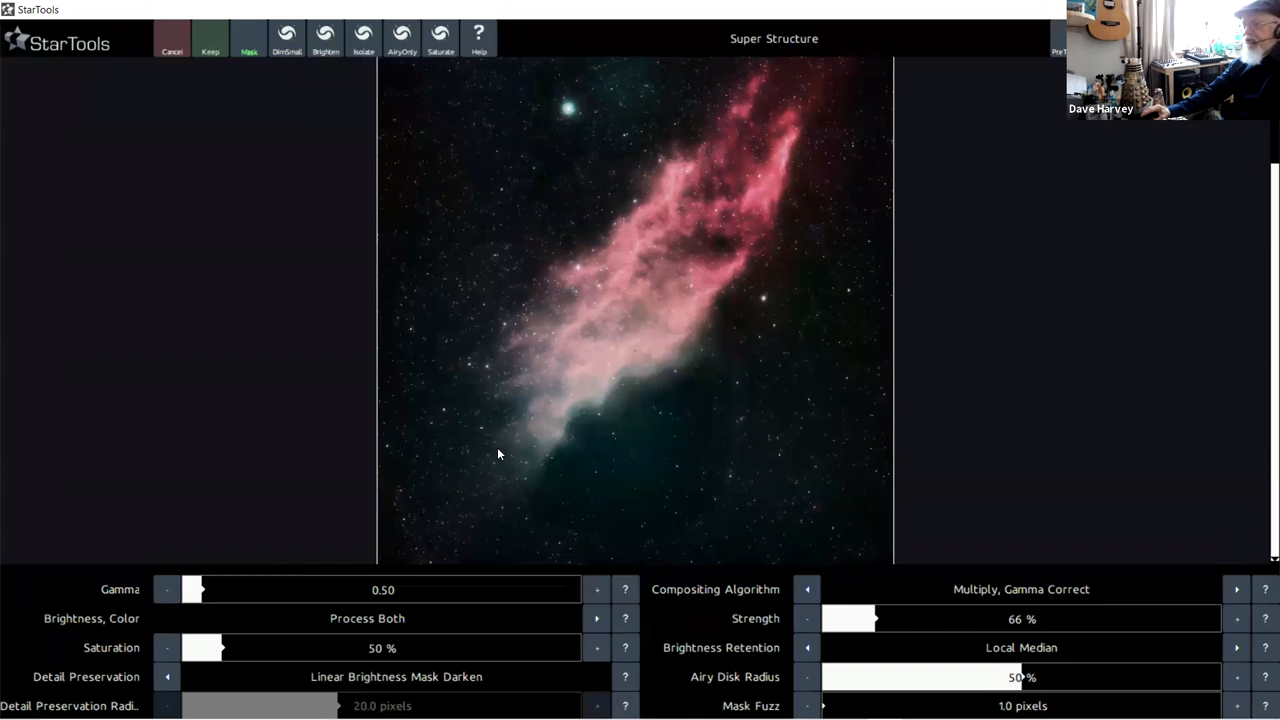 StarTools
StarTools
Cancel
Keep
Mask
DimSmall
Brighten
Isolate
AiryOnly
Saturate
?
Help
Super Structure
PreT
Dave Harvey
Gamma - 0.50 + ?
Brightness, Color Process Both ?
Saturation - 50 % + ?
Detail Preservation Linear Brightness Mask Darken ?
Detail Preservation Radi.. - 20.0 pixels + ?
Compositing Algorithm Multiply, Gamma Correct ?
Strength - 66 % + ?
Brightness Retention Local Median ?
Airy Disk Radius - 50 % + ?
Mask Fuzz - 1.0 pixels + ?